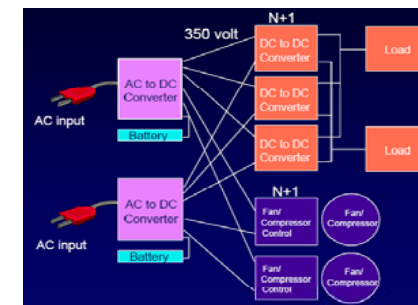 N+1
350 volt
DC to DC
Converter
Load
AC to DC
Converter
AC input
Battery
DC to DC
Converter
DC to DC
Converter
Load
N+1
AC to DC
Converter
AC input
Battery
Fan/
Compressor
Control
Fan/
Compressor
Fan/
Compressor
Control
Fan/
Compressor